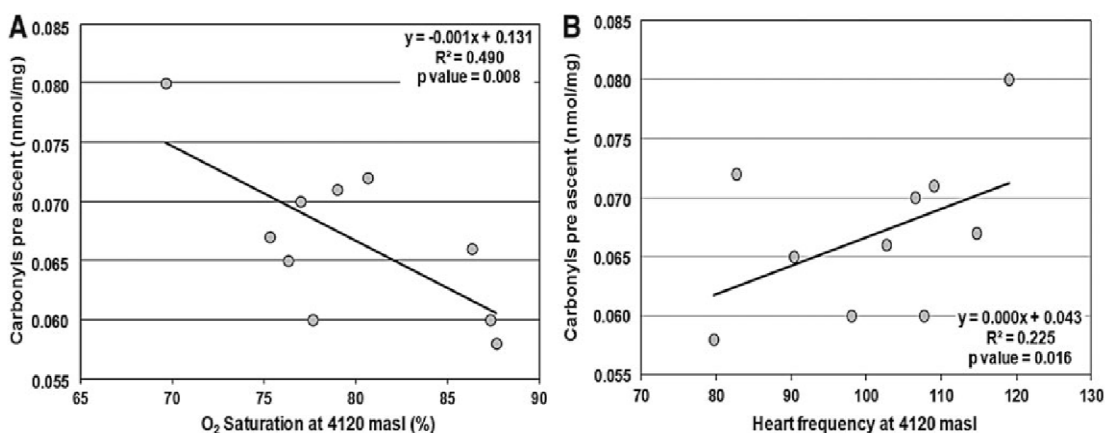 A
Carbonyls pre ascent (nmol/mg)
0.085
0.080
0.075
0.070
0.065
0.060
0.055
y = -0.001x + 0.131
R² = 0.490
p value = 0.008
65 70 75 80 85 90
O₂ Saturation at 4120 masl (%)
B
Carbonyls pre ascent (nmol/mg)
0.085
0.080
0.075
0.070
0.065
0.060
0.055
y = 0.000x + 0.043
R² = 0.225
p value = 0.016
70 80 90 100 110 120 130
Heart frequency at 4120 masl